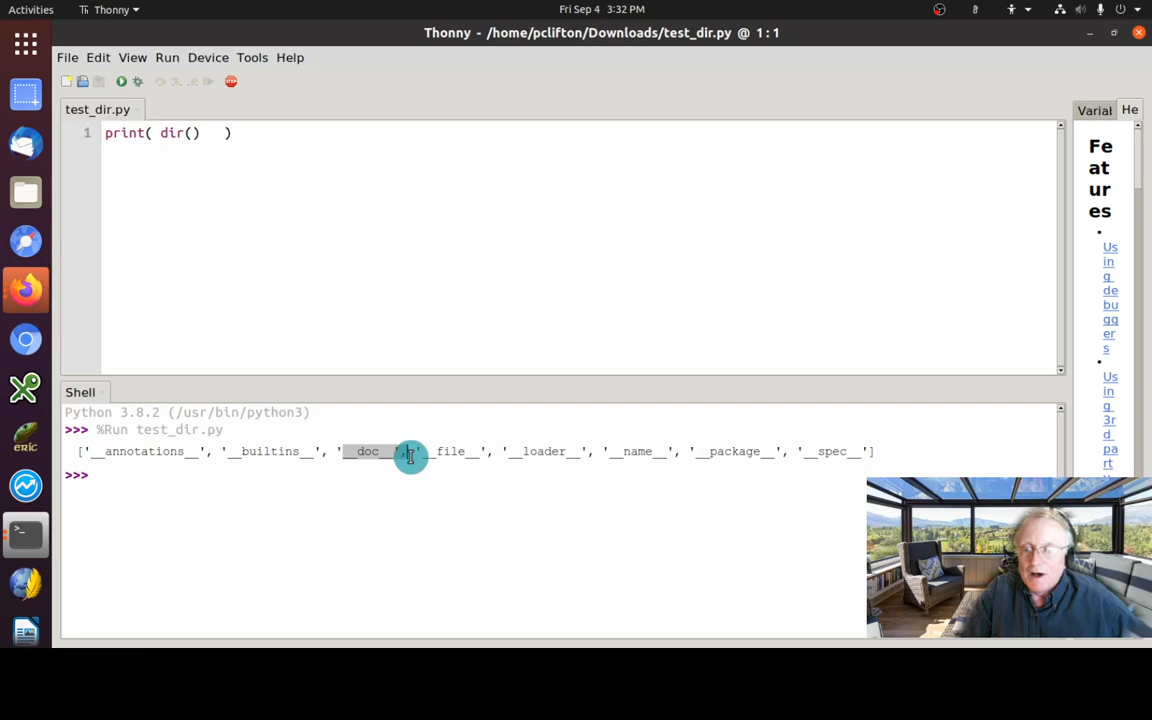 Activities
Thonny
Fri Sep 4 3:32 PM
Thonny - /home/pclifton/Downloads/test_dir.py @ 1 : 1
File Edit View Run Device Tools Help
STOP
test_dir.py
1 print( dir() )
Shell
Python 3.8.2 (/usr/bin/python3)
>>> %Run test_dir.py
['__annotations__', '__builtins__', '__doc__', '__file__', '__loader__', '__name__', '__package__', '__spec__']
>>>
Varial He
Fe
at
ur
es
Us
in
g
de
bu
gg
er
s
Us
in
g
3r
d
pa
rt
eric